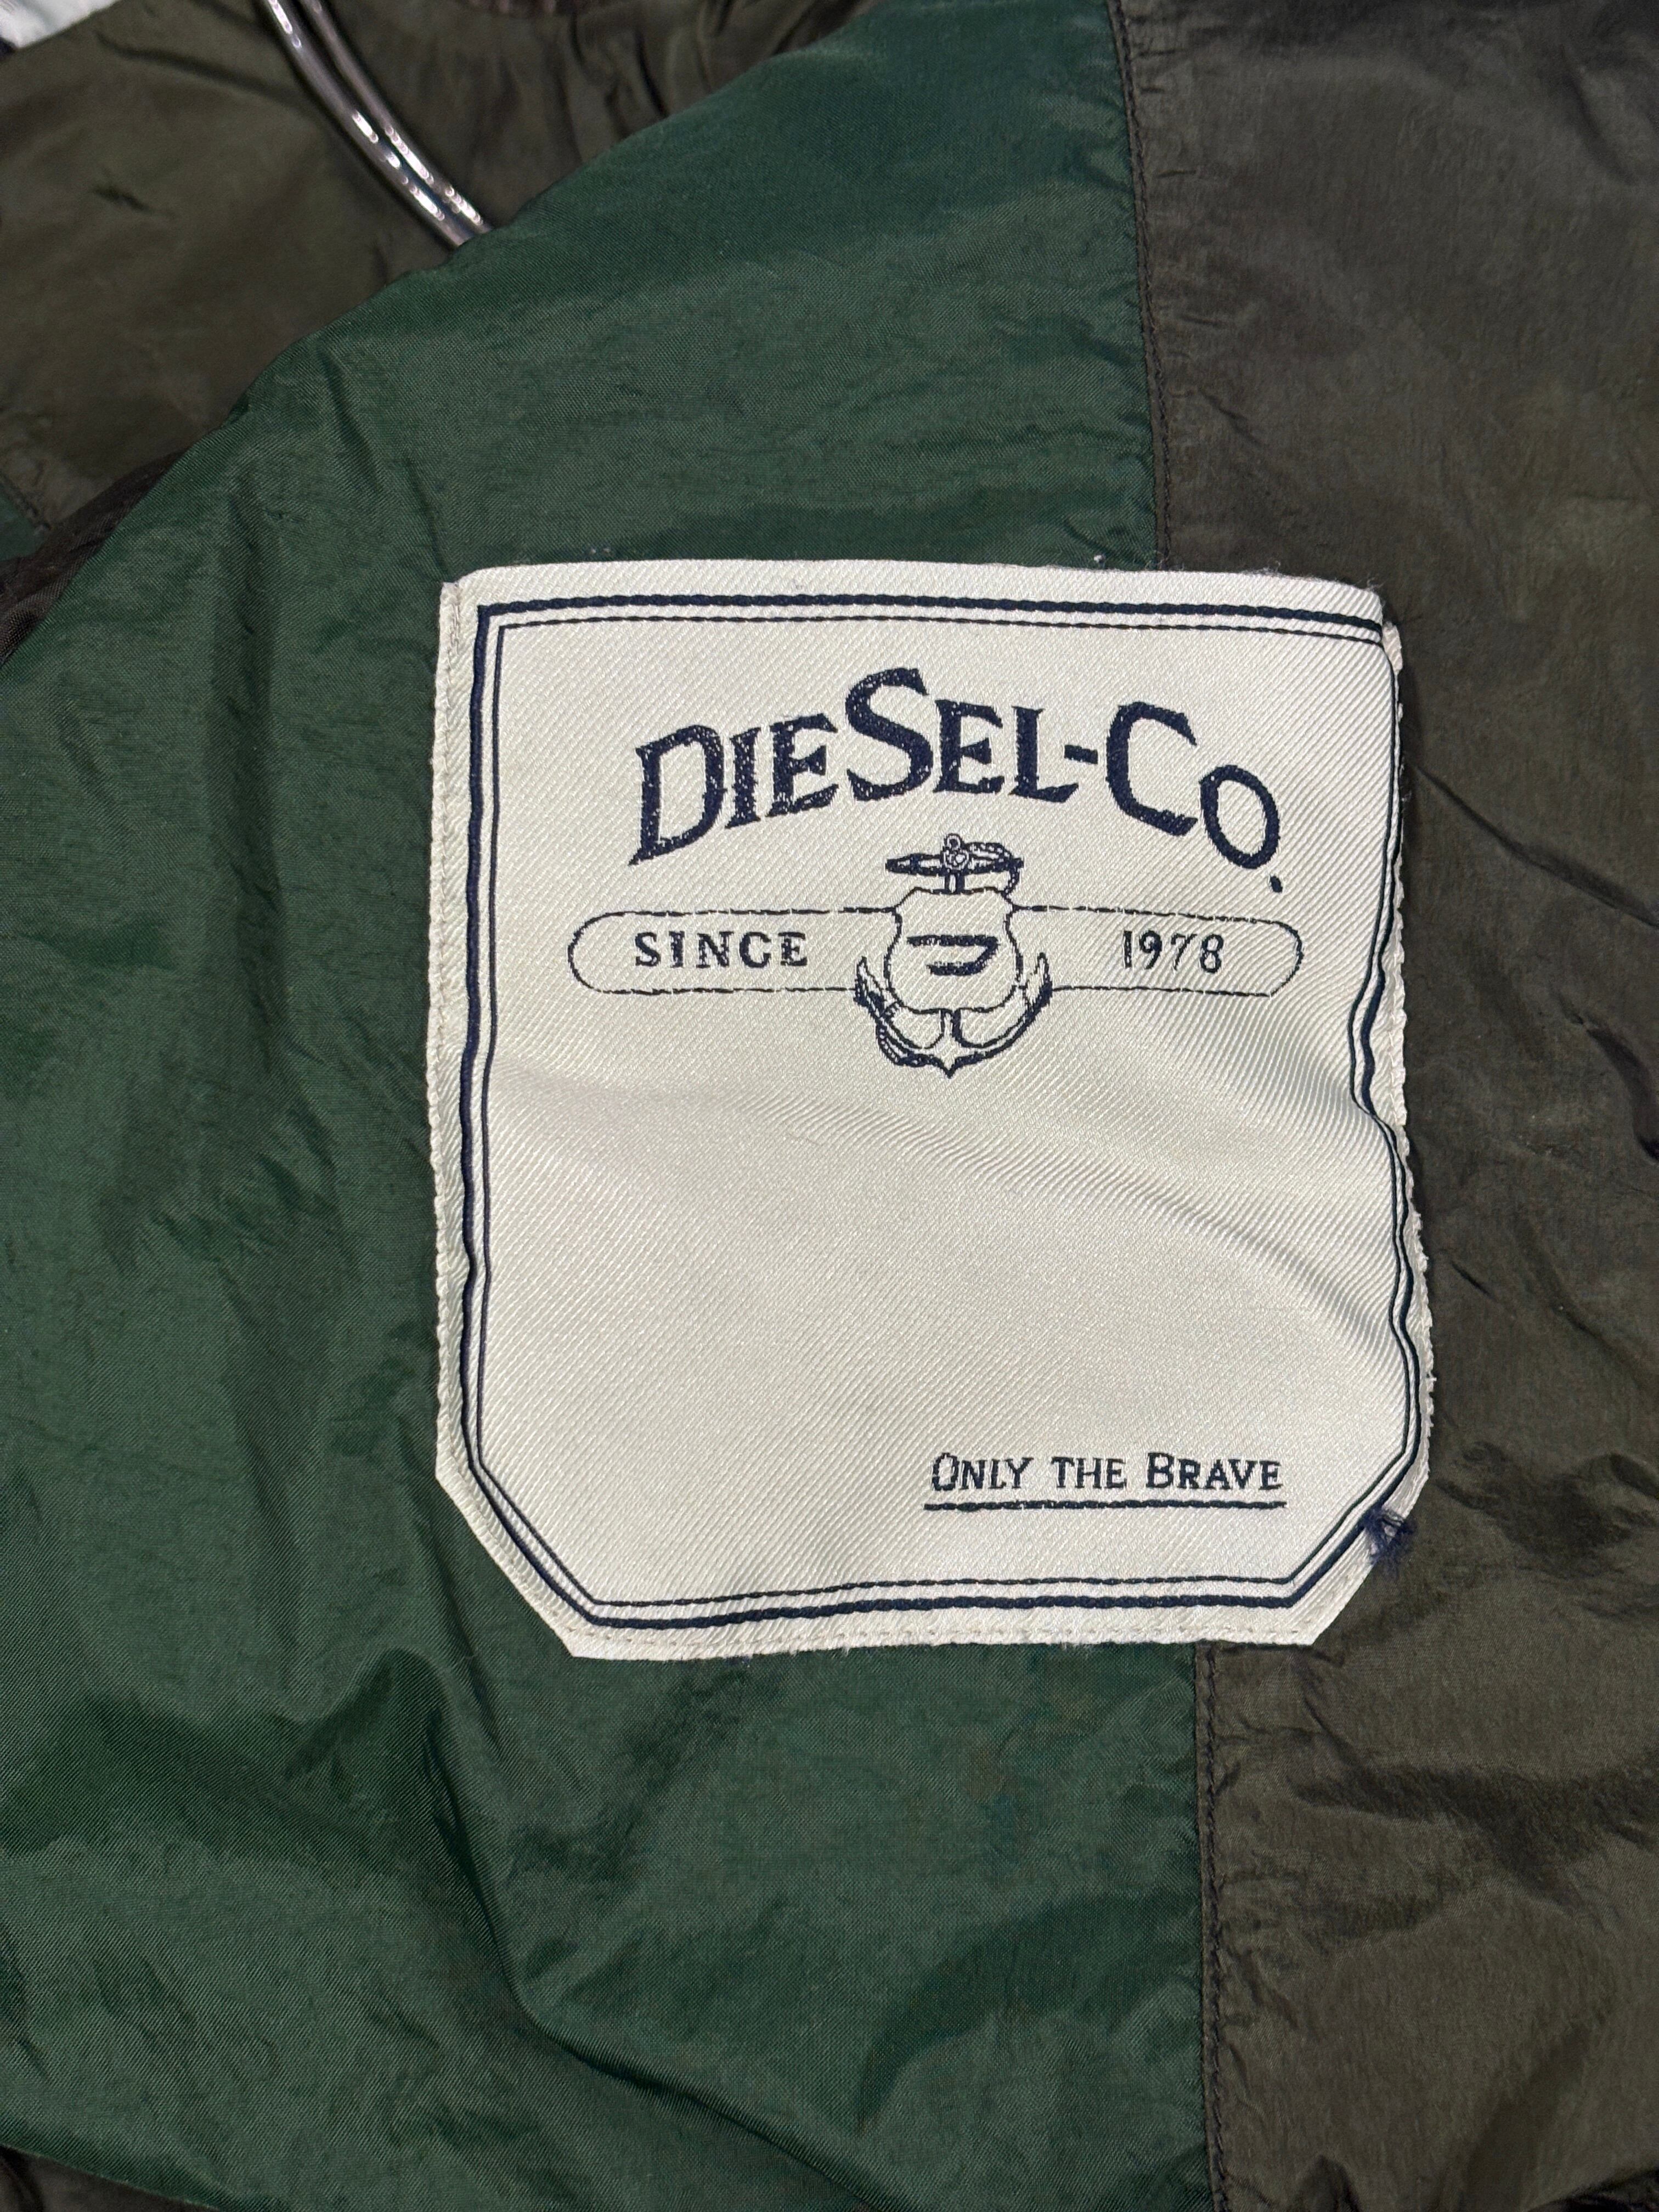 DIESEL-CO.
SINCE 1978
ONLY THE BRAVE